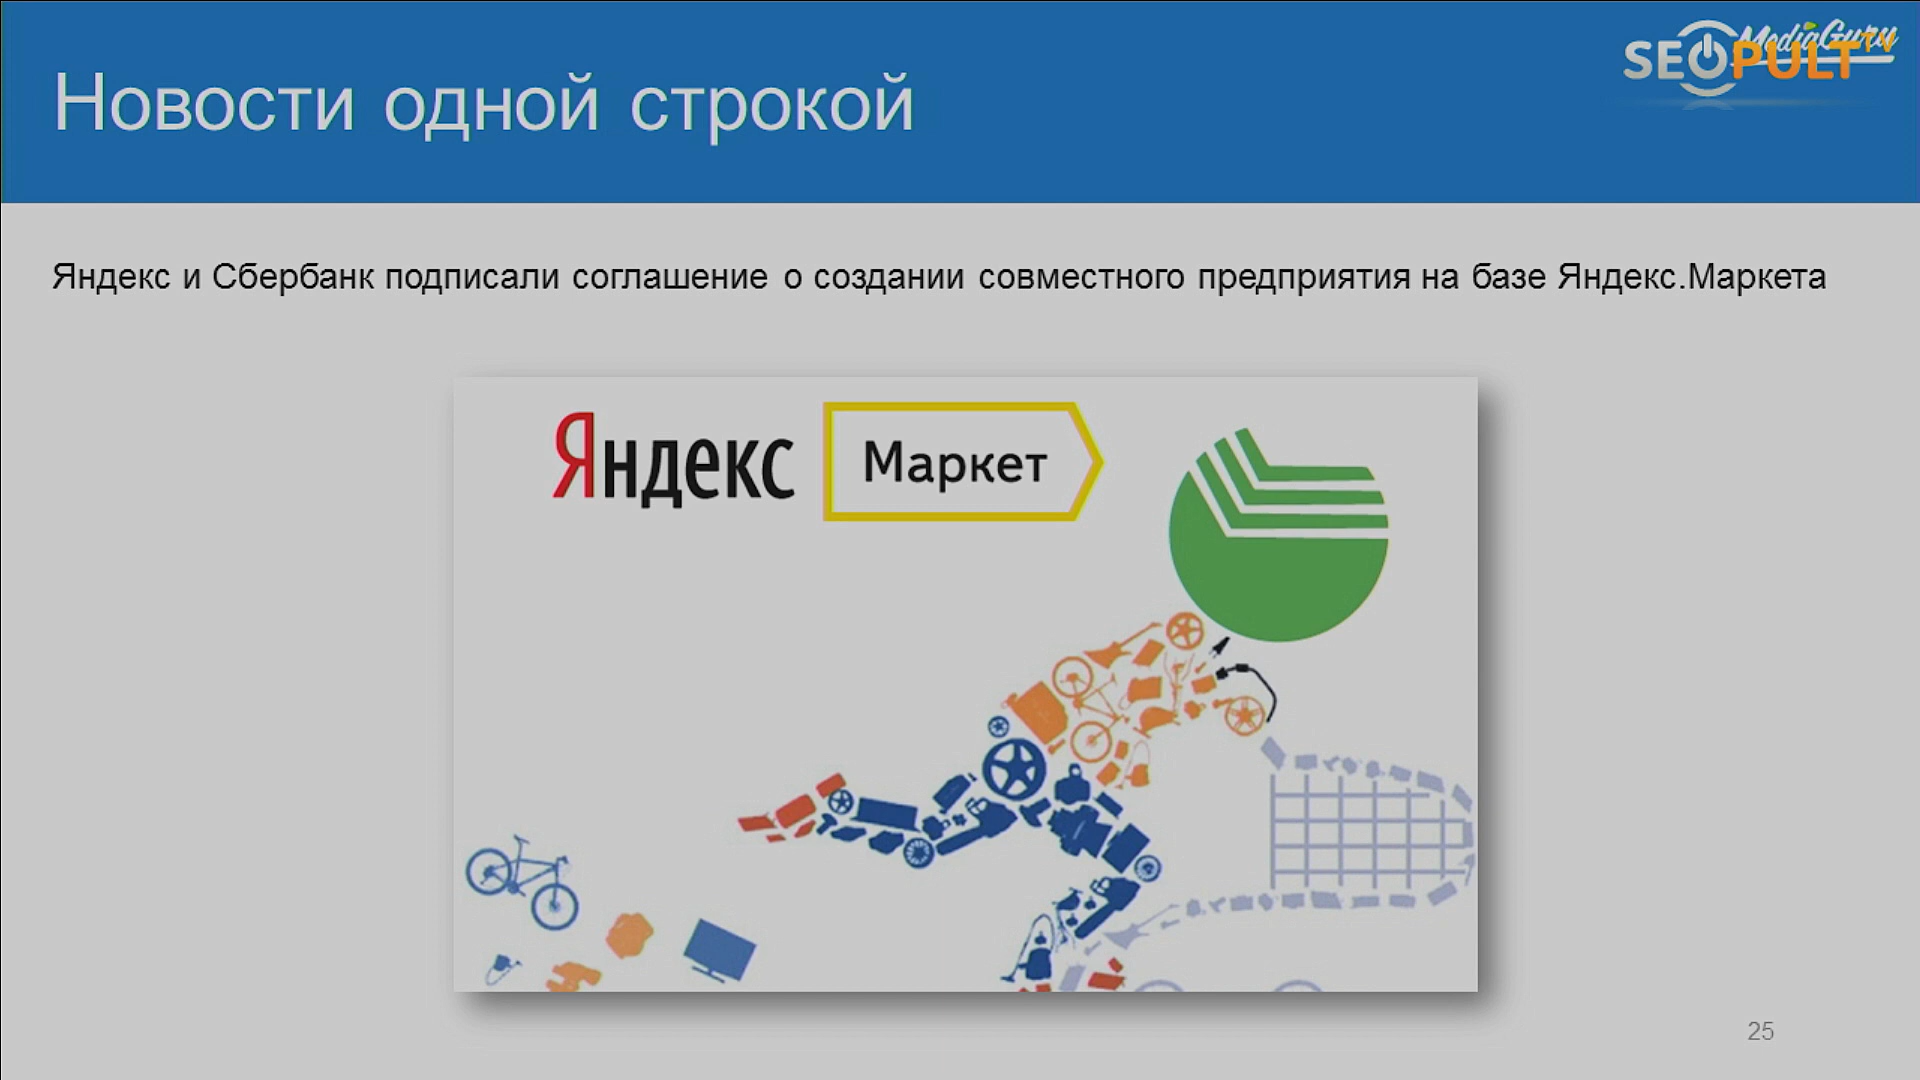 MediaGuru
SEOPULT TV
Новости одной строкой
Яндекс и Сбербанк подписали соглашение о создании совместного предприятия на базе Яндекс.Маркета
Яндекс Маркет
25